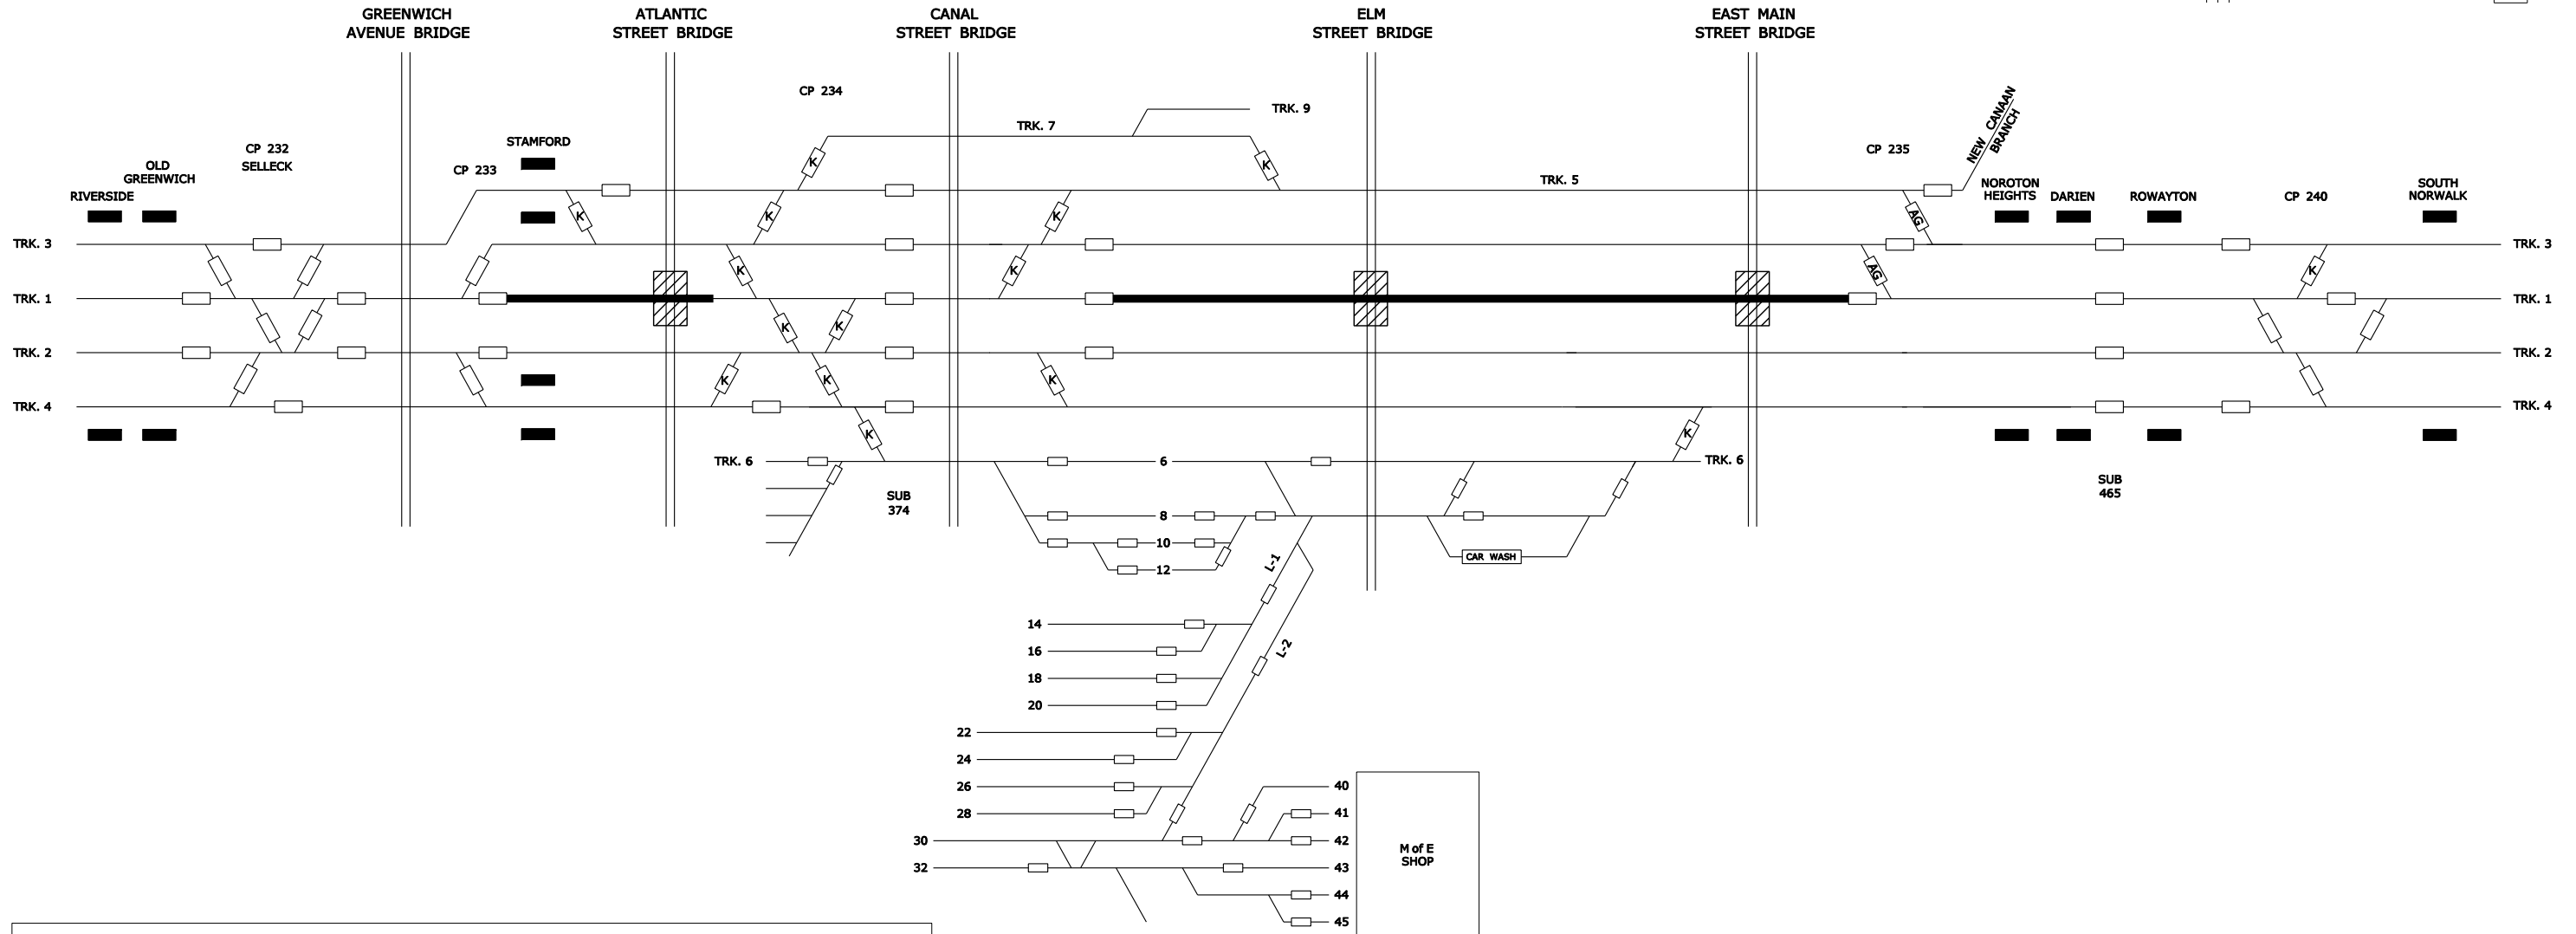 GREENWICH
AVENUE BRIDGE
ATLANTIC
STREET BRIDGE
CANAL
STREET BRIDGE
ELM
STREET BRIDGE
EAST MAIN
STREET BRIDGE
CP 234
TRK. 9
TRK. 7
NEW CANAAN
BRANCH
STAMFORD
CP 232
SELLECK
CP 235
OLD
GREENWICH
CP 233
K
K
TRK. 5
RIVERSIDE
NOROTON
HEIGHTS
DARIEN
ROWAYTON
CP 240
SOUTH
NORWALK
K
K
K
AG
TRK. 3
TRK. 3
K
K
AG
K
TRK. 1
TRK. 1
K
K
TRK. 2
TRK. 2
K
K
K
TRK. 4
TRK. 4
K
K
TRK. 6
6
TRK. 6
SUB
374
SUB
465
8
10
CAR WASH
12
L-1
14
16
L-2
18
20
22
24
26
40
28
41
30
42
M of E
SHOP
32
43
44
45